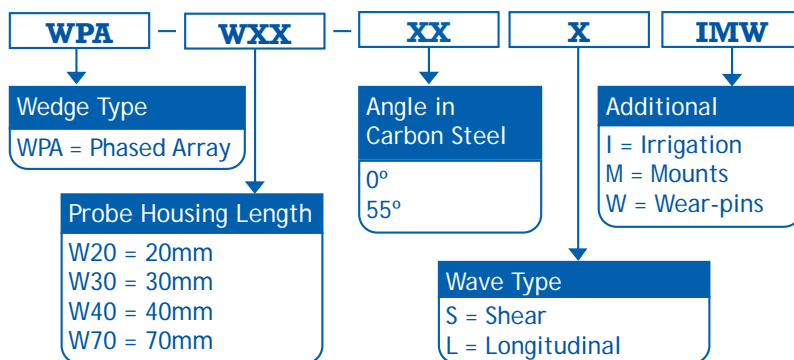 WPA – WXX – XX X IMW
Wedge Type
WPA = Phased Array
Probe Housing Length
W20 = 20mm
W30 = 30mm
W40 = 40mm
W70 = 70mm
Angle in
Carbon Steel
0º
55º
Wave Type
S = Shear
L = Longitudinal
Additional
I = Irrigation
M = Mounts
W = Wear-pins